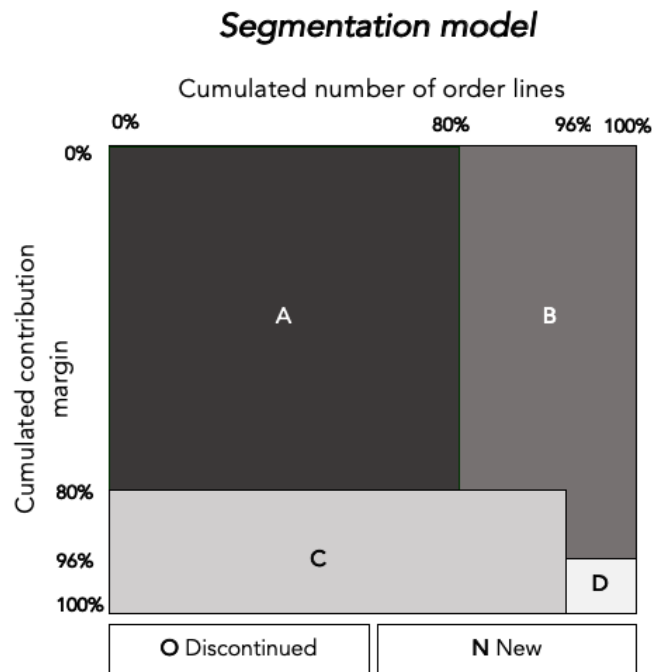 Segmentation model
Cumulated number of order lines
0% 80% 96% 100%
0%
Cumulated contribution
margin
A
B
80%
C
96%
D
100%
O Discontinued
N New